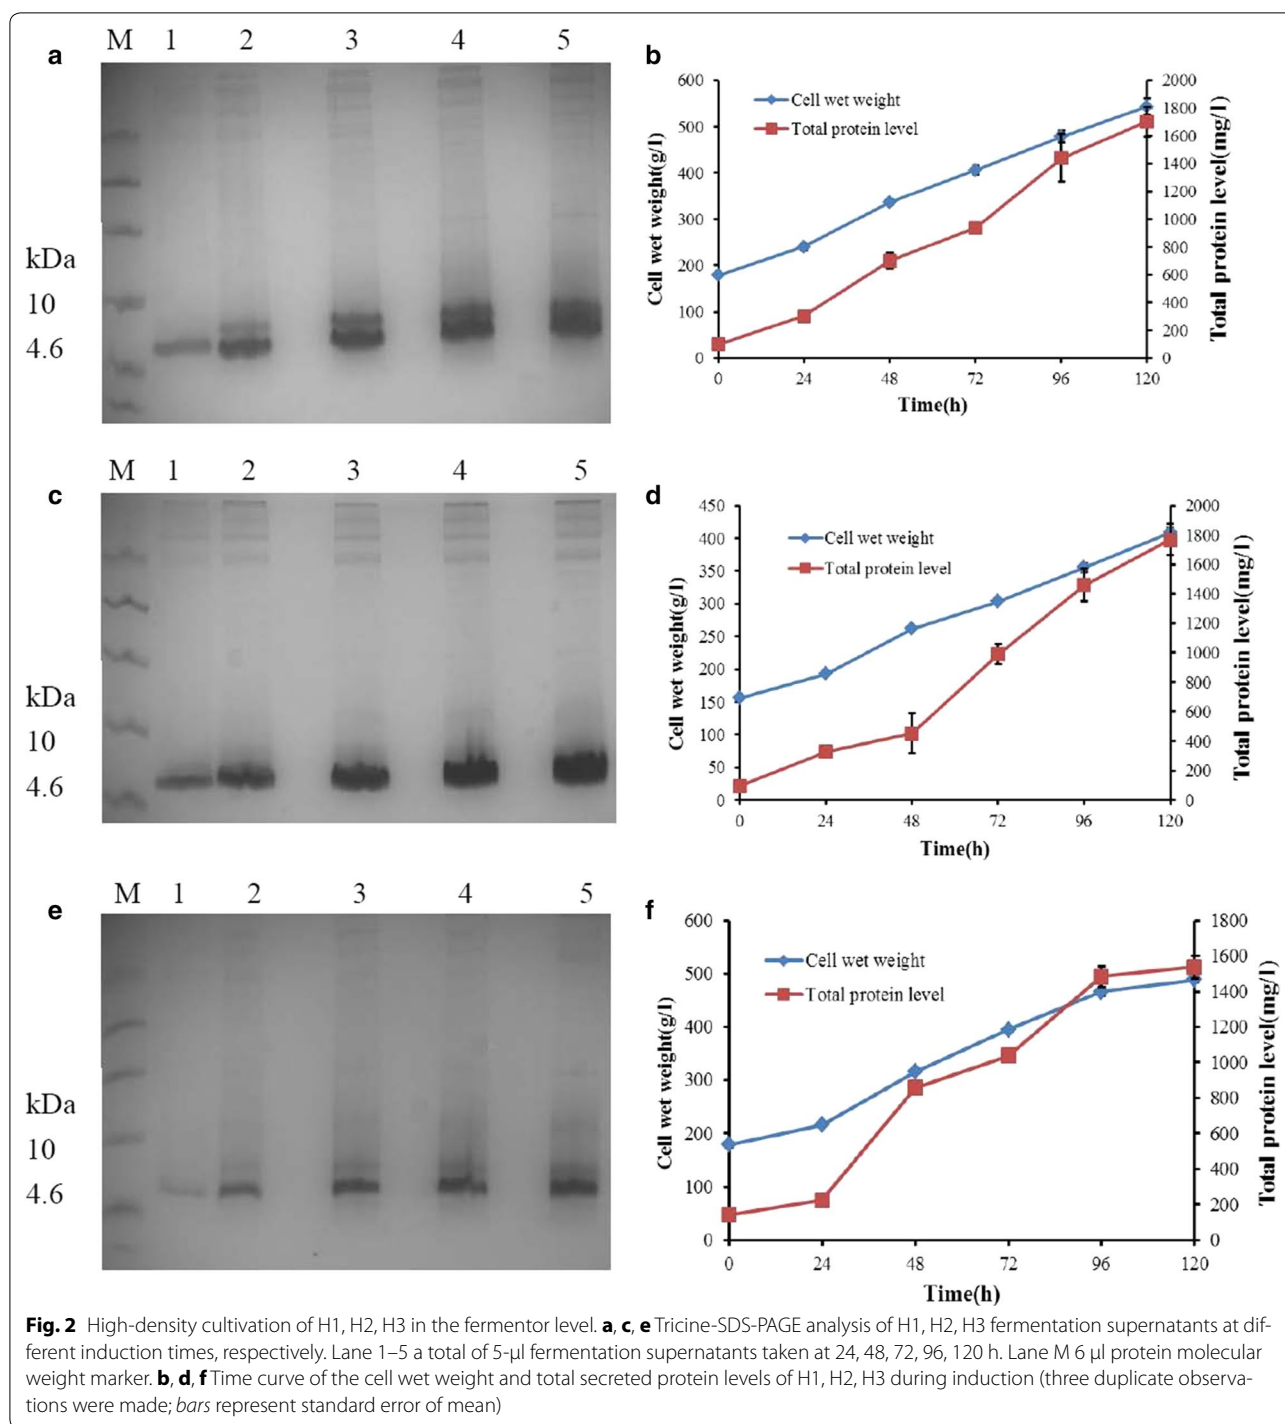 a
M 1 2 3 4 5
kDa
10
4.6
b
600
500
400
300
200
100
0
Cell wet weight(g/l)
Cell wet weight
Total protein level
2000
1800
1600
1400
1200
1000
800
600
400
200
0
Total protein level(mg/l)
0 24 48 72 96 120
Time(h)
c
M 1 2 3 4 5
kDa
10
4.6
d
450
400
350
300
250
200
150
100
50
0
Cell wet weight(g/l)
Cell wet weight
Total protein level
2000
1800
1600
1400
1200
1000
800
600
400
200
0
Total protein level(mg/l)
0 24 48 72 96 120
Time(h)
e
M 1 2 3 4 5
kDa
10
4.6
f
600
500
400
300
200
100
0
Cell wet weight(g/l)
Cell wet weight
Total protein level
1800
1600
1400
1200
1000
800
600
400
200
0
Total protein level(mg/l)
0 24 48 72 96 120
Time(h)
Fig. 2 High-density cultivation of H1, H2, H3 in the fermentor level. a, c, e Tricine-SDS-PAGE analysis of H1, H2, H3 fermentation supernatants at dif-
ferent induction times, respectively. Lane 1–5 a total of 5-μl fermentation supernatants taken at 24, 48, 72, 96, 120 h. Lane M 6 μl protein molecular
weight marker. b, d, f Time curve of the cell wet weight and total secreted protein levels of H1, H2, H3 during induction (three duplicate observa-
tions were made; bars represent standard error of mean)